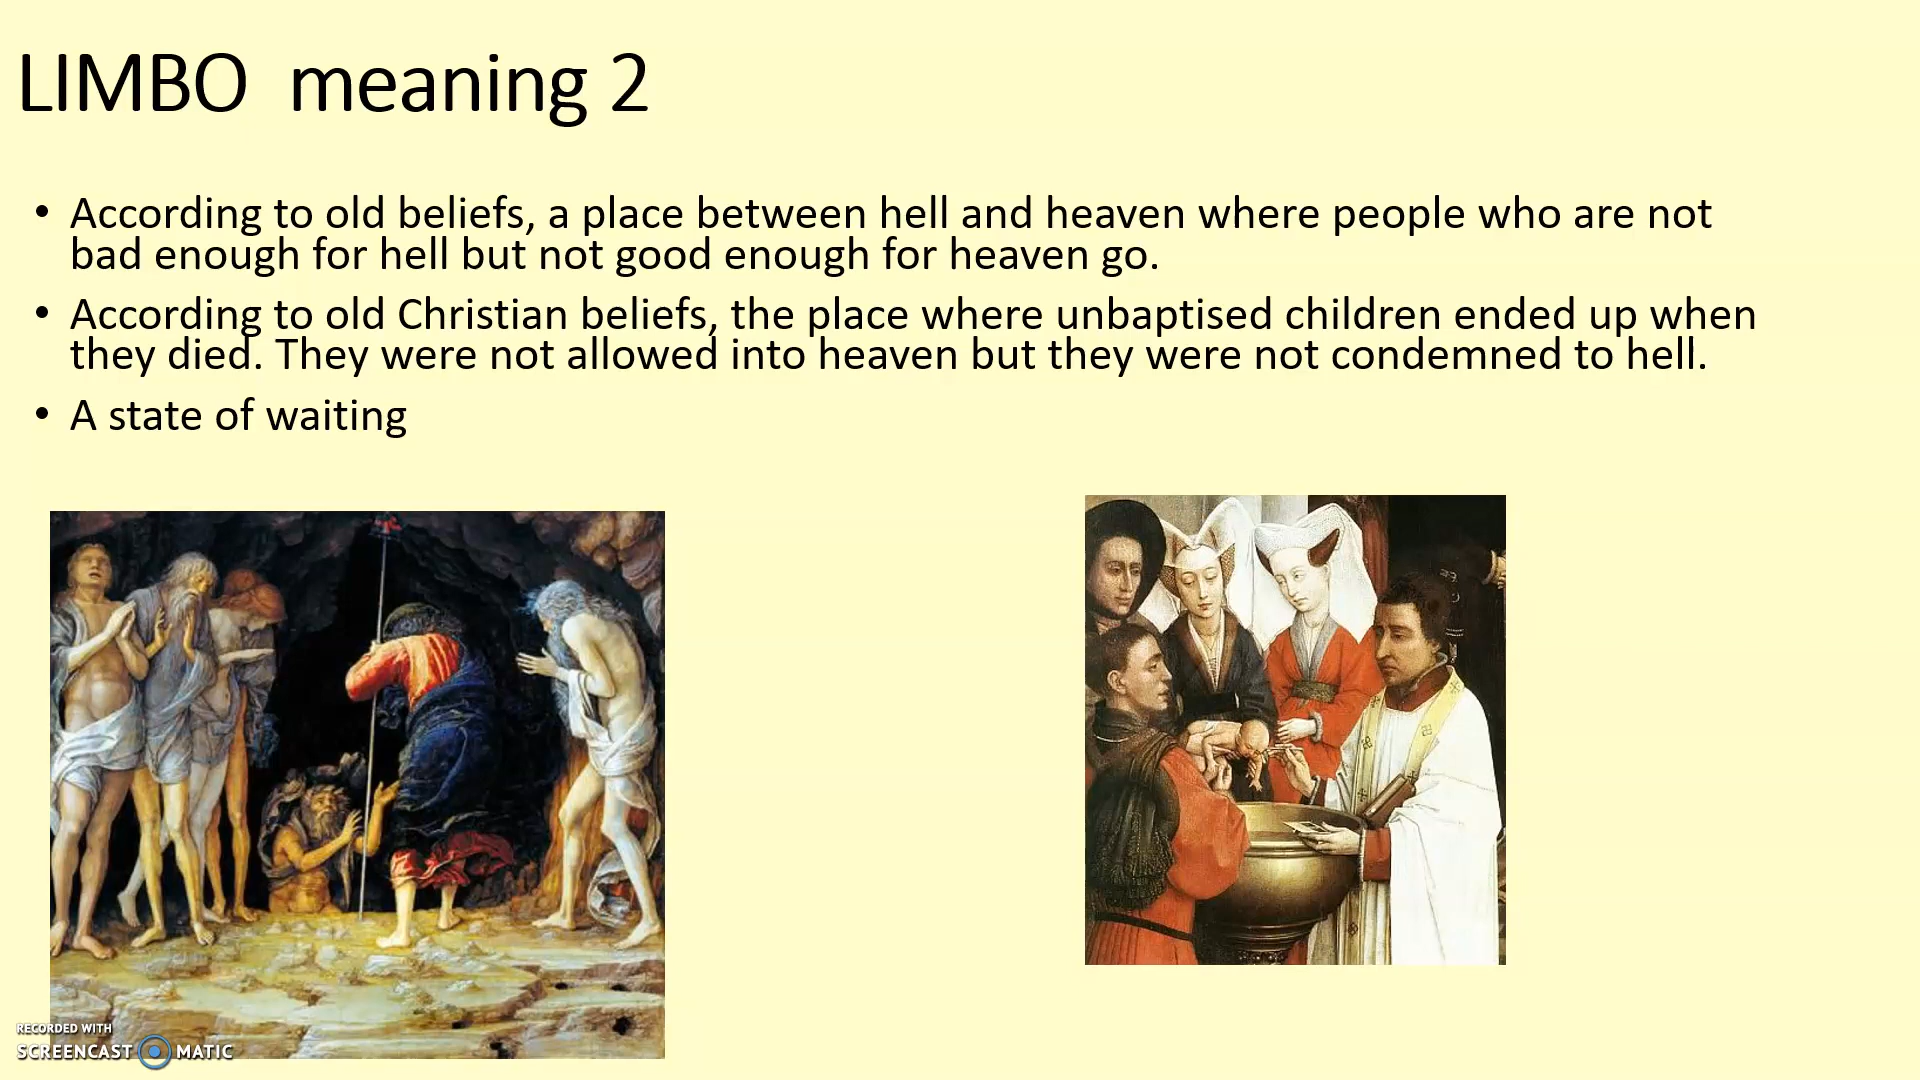 LIMBO  meaning 2
• According to old beliefs, a place between hell and heaven where people who are not
bad enough for hell but not good enough for heaven go.
• According to old Christian beliefs, the place where unbaptised children ended up when
they died. They were not allowed into heaven but they were not condemned to hell.
• A state of waiting
RECORDED WITH
SCREENCAST MATIC